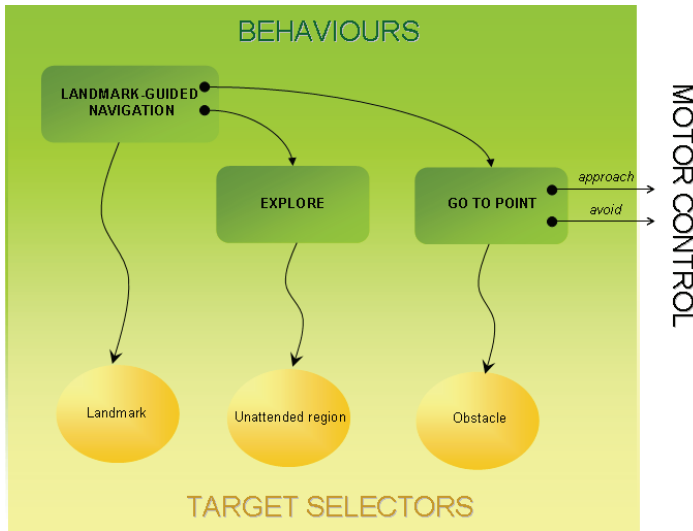 BEHAVIOURS
LANDMARK-GUIDED
NAVIGATION
EXPLORE
GO TO POINT
approach
avoid
MOTOR CONTROL
Landmark
Unattended region
Obstacle
TARGET SELECTORS